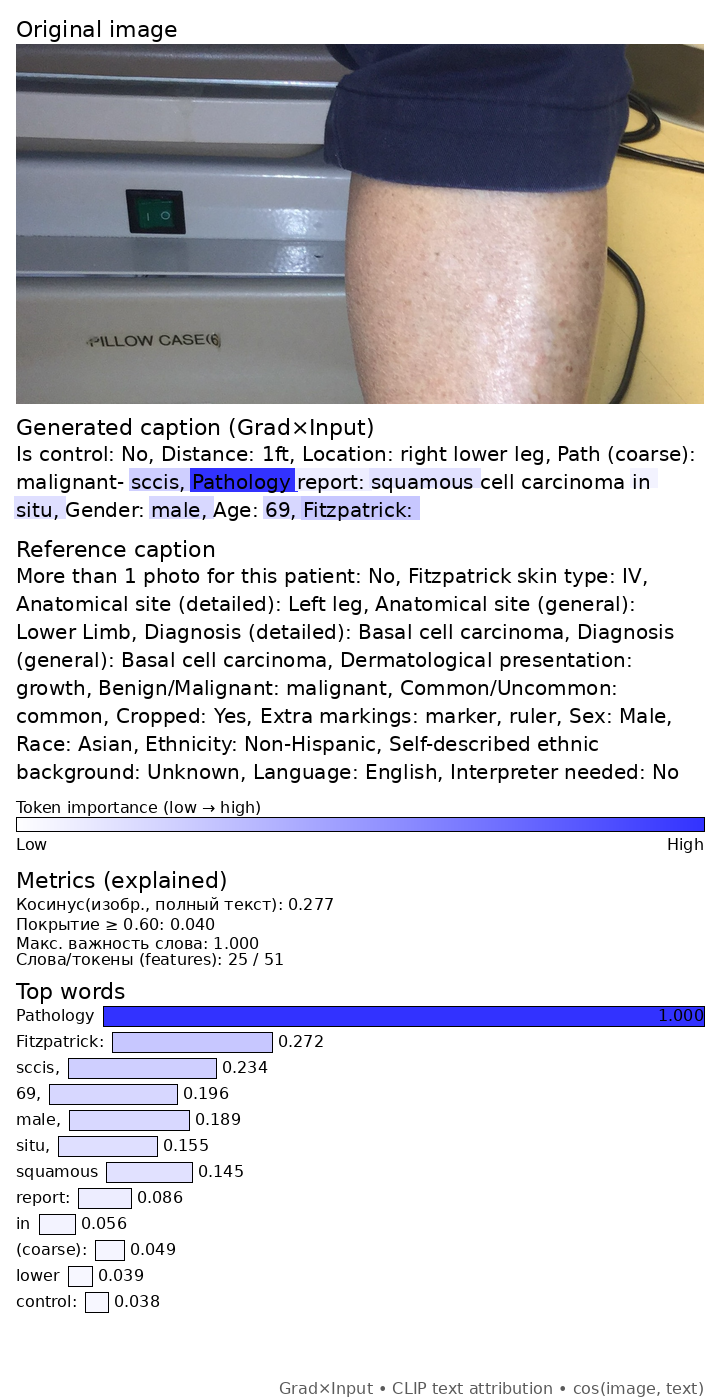 Original image
PILLOW CASE(6)
Generated caption (Grad×Input)
Is control: No, Distance: 1ft, Location: right lower leg, Path (coarse):
malignant- sccis, Pathology report: squamous cell carcinoma in
situ, Gender: male, Age: 69, Fitzpatrick:
Reference caption
More than 1 photo for this patient: No, Fitzpatrick skin type: IV,
Anatomical site (detailed): Left leg, Anatomical site (general):
Lower Limb, Diagnosis (detailed): Basal cell carcinoma, Diagnosis
(general): Basal cell carcinoma, Dermatological presentation:
growth, Benign/Malignant: malignant, Common/Uncommon:
common, Cropped: Yes, Extra markings: marker, ruler, Sex: Male,
Race: Asian, Ethnicity: Non-Hispanic, Self-described ethnic
background: Unknown, Language: English, Interpreter needed: No
Token importance (low → high)
Low High
Metrics (explained)
Косинус(изобр., полный текст): 0.277
Покрытие ≥ 0.60: 0.040
Макс. важность слова: 1.000
Слова/токены (features): 25 / 51
Top words
Pathology 1.000
Fitzpatrick: 0.272
sccis, 0.234
69, 0.196
male, 0.189
situ, 0.155
squamous 0.145
report: 0.086
in 0.056
(coarse): 0.049
lower 0.039
control: 0.038
Grad×Input • CLIP text attribution • cos(image, text)